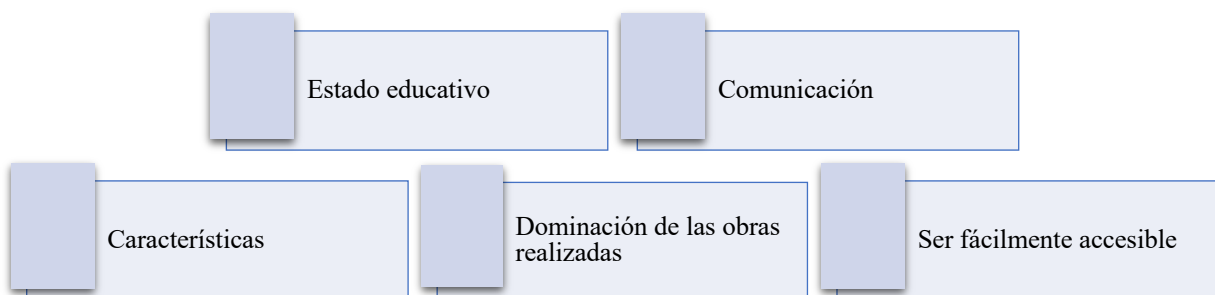 Estado educativo
Comunicación
Características
Dominación de las obras
realizadas
Ser fácilmente accesible